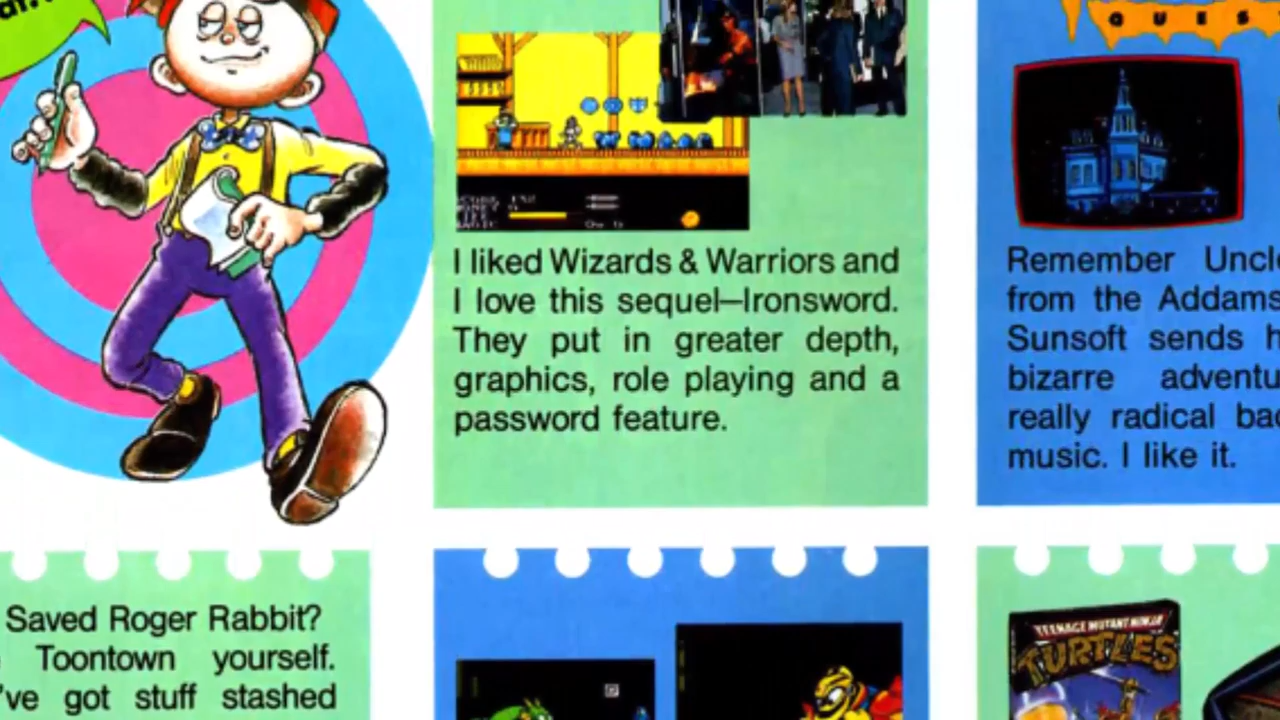 QUES
I liked Wizards & Warriors and
I love this sequel—Ironsword.
They put in greater depth,
graphics, role playing and a
password feature.
Remember Uncle
from the Addams
Sunsoft sends h
bizarre adventu
really radical bac
music. I like it.
Saved Roger Rabbit?
Toontown yourself.
've got stuff stashed
TEENAGE MUTANT NINJA
TURTLES